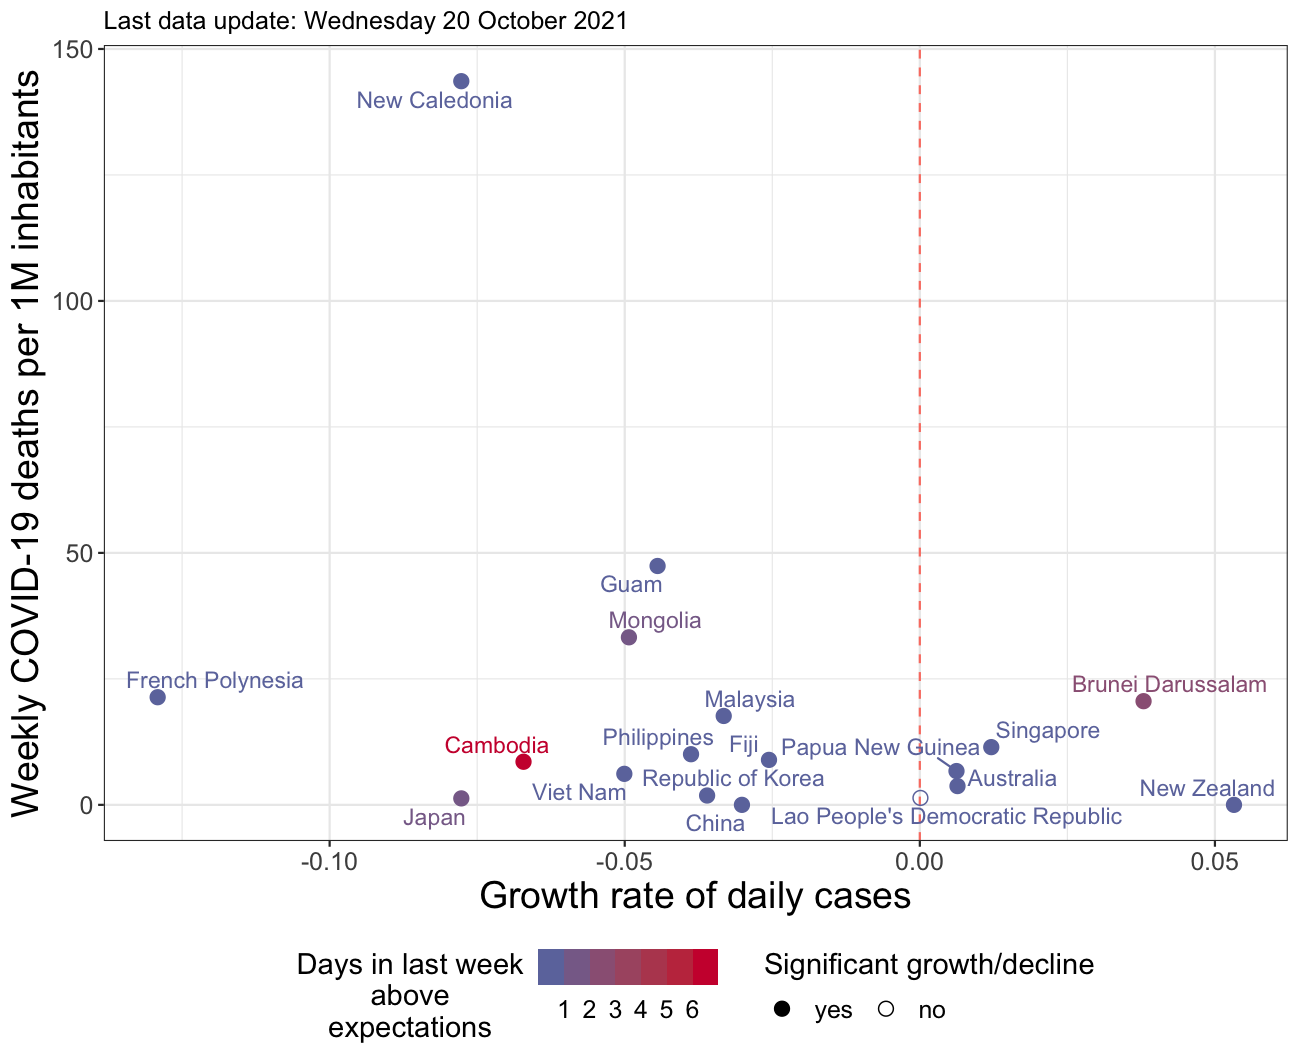 Last data update: Wednesday 20 October 2021
Weekly COVID-19 deaths per 1M inhabitants
150
100
50
0
New Caledonia
Guam
Mongolia
French Polynesia
Brunei Darussalam
Malaysia
Singapore
Philippines
Fiji
Papua New Guinea
Cambodia
Republic of Korea
Australia
New Zealand
Viet Nam
Japan
China
Lao People's Democratic Republic
-0.10
-0.05
0.00
0.05
Growth rate of daily cases
Days in last week
above
expectations
1 2 3 4 5 6
Significant growth/decline
yes
no